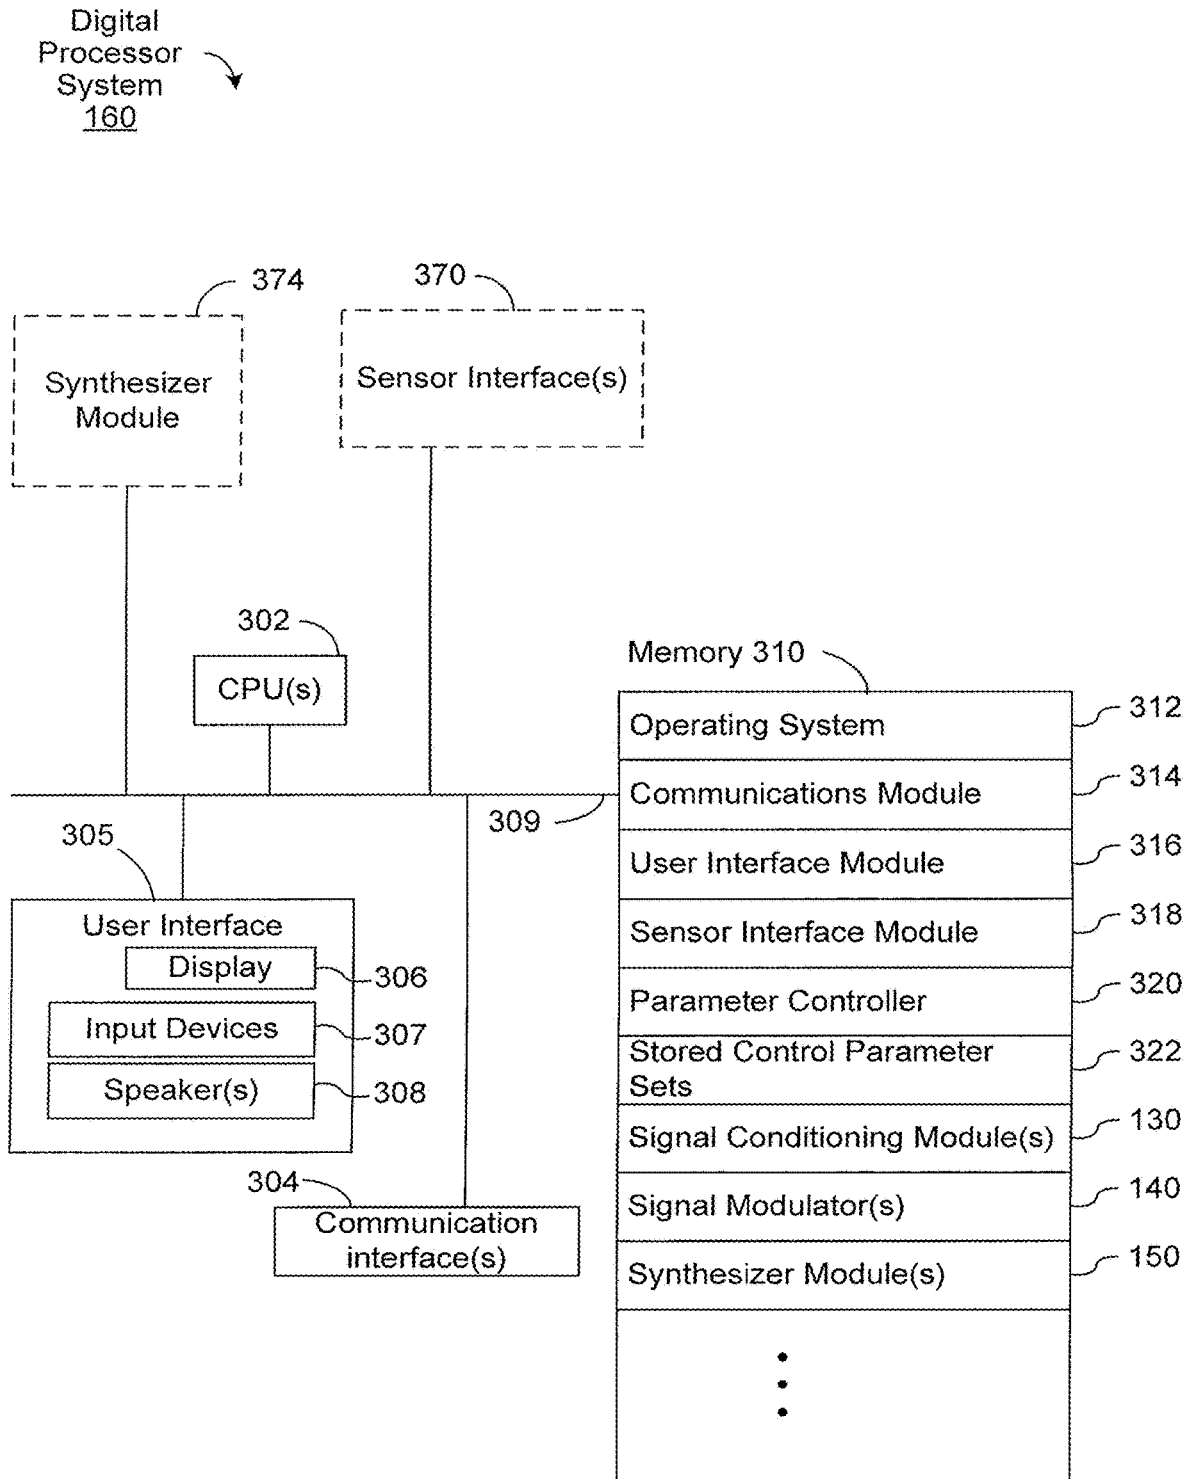 Digital
Processor
System
160
374
370
Synthesizer
Module
Sensor Interface(s)
302
CPU(s)
Memory 310
Operating System
312
Communications Module
314
309
User Interface Module
316
305
User Interface
Sensor Interface Module
318
Display
306
Parameter Controller
320
Input Devices
307
Stored Control Parameter
Sets
322
Speaker(s)
308
Signal Conditioning Module(s)
130
304
Communication
interface(s)
Signal Modulator(s)
140
Synthesizer Module(s)
150